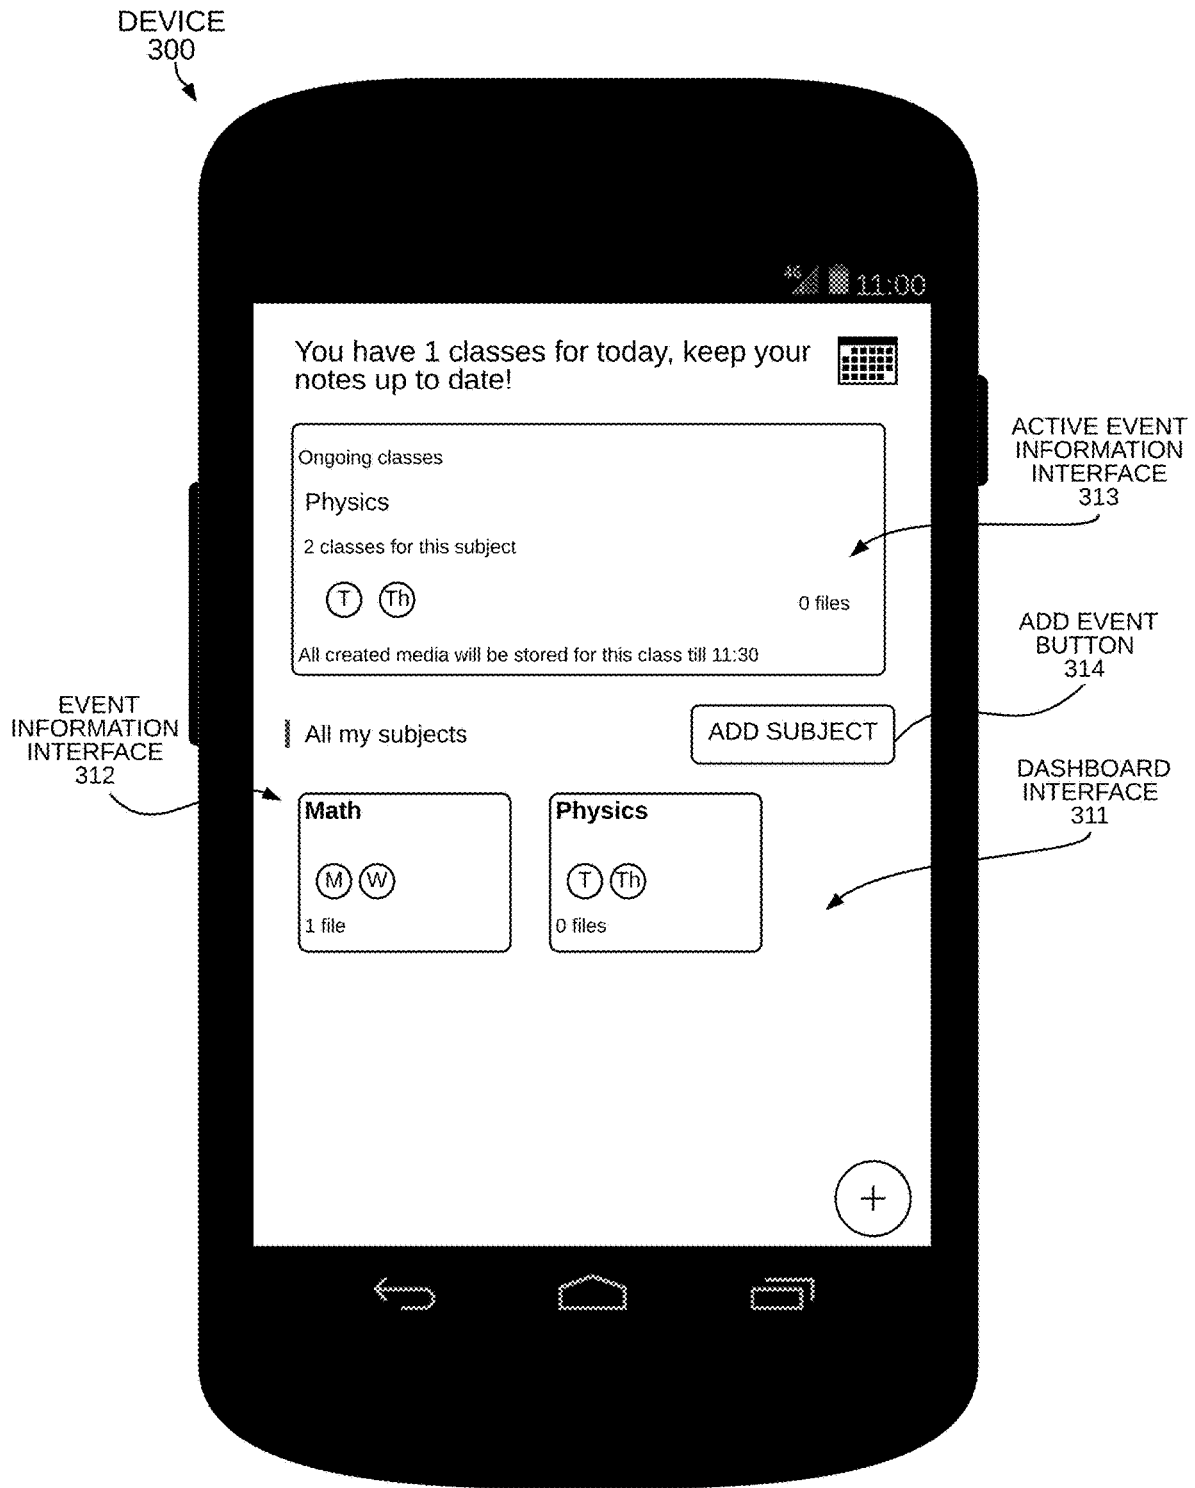 DEVICE
300
4G 11:00
You have 1 classes for today, keep your
notes up to date!
Ongoing classes
Physics
2 classes for this subject
T Th
0 files
All created media will be stored for this class till 11:30
ACTIVE EVENT
INFORMATION
INTERFACE
313
ADD EVENT
BUTTON
314
EVENT
INFORMATION
INTERFACE
312
All my subjects
ADD SUBJECT
DASHBOARD
INTERFACE
311
Math
M W
1 file
Physics
T Th
0 files
+